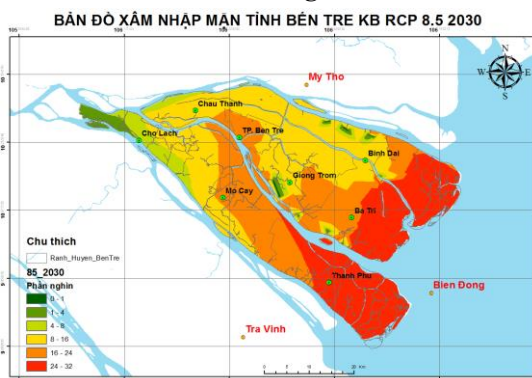 BẢN ĐỒ XÂM NHẬP MẶN TỈNH BẾN TRE KB RCP 8.5 2030
N
W E
S
My Tho
Chau Thanh
Cho Lach
TP. Ben Tre
Binh Dai
Giong Trom
Mo Cay
Ba Tri
Thanh Phu
Bien Dong
Tra Vinh
Chu thich
Ranh_Huyen_BenTre
85_2030
Phần nghìn
0 - 1
1 - 4
4 - 8
8 - 16
16 - 24
24 - 32